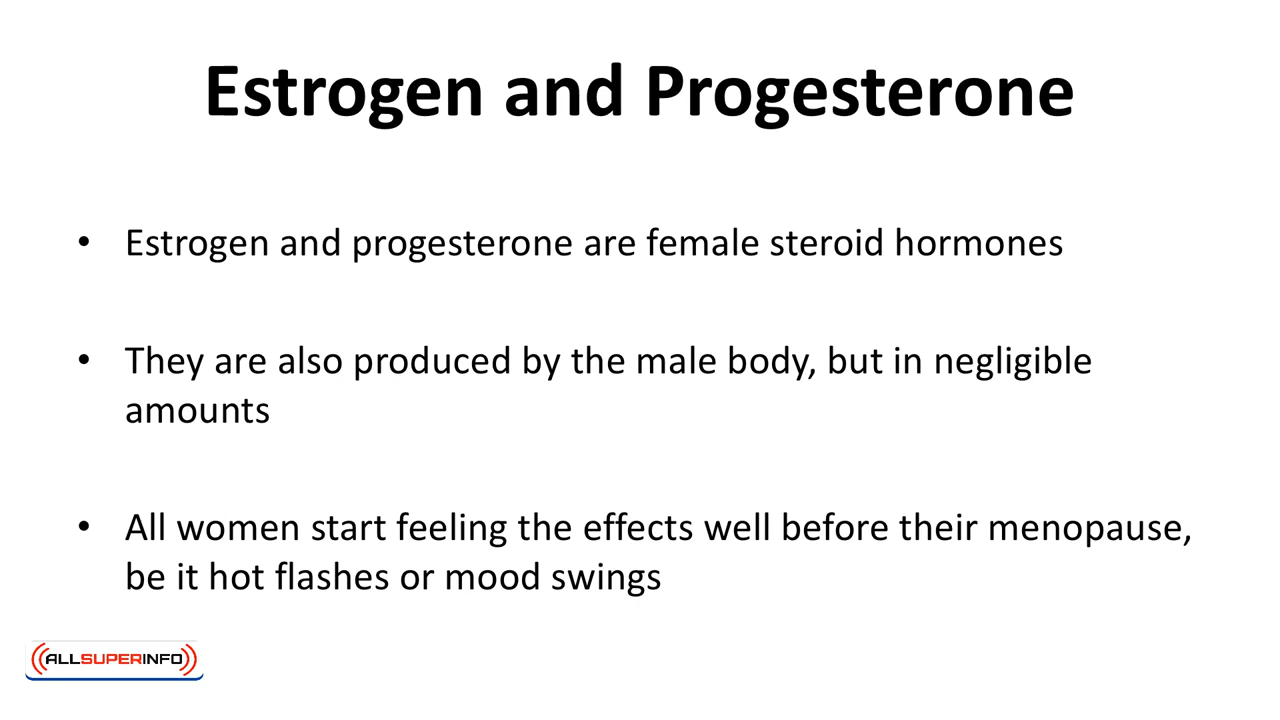 Estrogen and Progesterone
• Estrogen and progesterone are female steroid hormones
• They are also produced by the male body, but in negligible
amounts
• All women start feeling the effects well before their menopause,
be it hot flashes or mood swings
ALLSUPERINFO